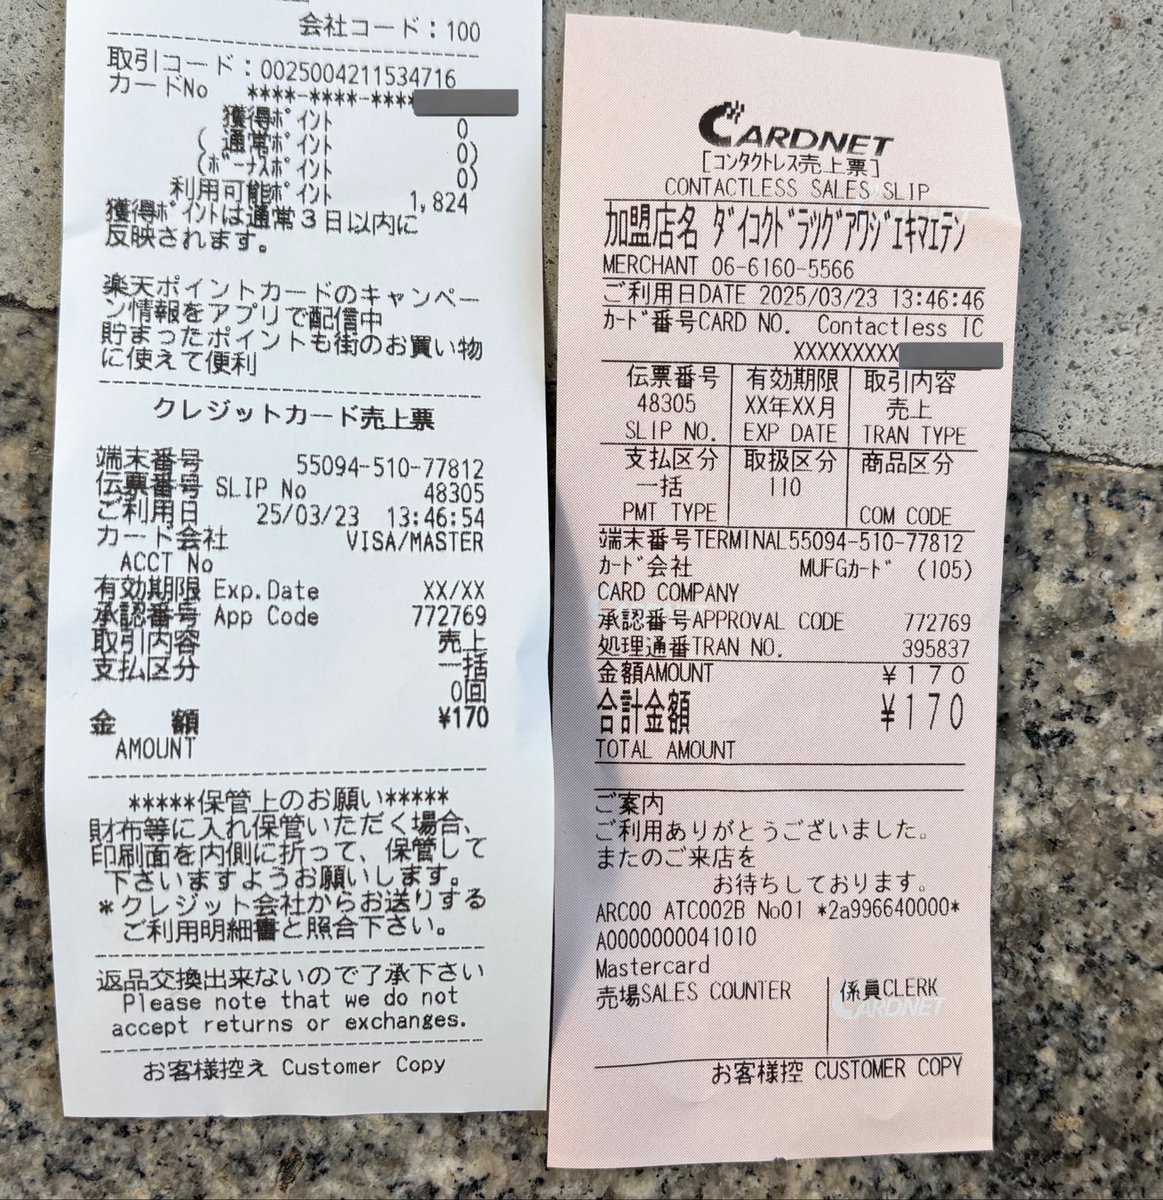 会社コード：100
取引コード：0025004211534716
カードNo ****-****-****
獲得ﾎﾟｲﾝﾄ 0
( 通常ﾎﾟｲﾝﾄ 0)
(ﾎﾞｰﾅｽﾎﾟｲﾝﾄ 0)
利用可能ﾎﾟｲﾝﾄ 1,824
獲得ﾎﾟｲﾝﾄは通常３日以内に
反映されます。
楽天ポイントカードのキャンペー
ン情報をアプリで配信中
貯まったポイントも街のお買い物
に使えて便利
クレジットカード売上票
端末番号 55094-510-77812
伝票番号 SLIP No 48305
ご利用日 25/03/23 13:46:54
カード会社 VISA/MASTER
ACCT No
有効期限 Exp.Date XX/XX
承認番号 App Code 772769
取引内容 売上
支払区分 一括
0回
金 額 ¥170
AMOUNT
*****保管上のお願い*****
財布等に入れ保管いただく場合、
印刷面を内側に折って、保管して
下さいますようお願いします。
*クレジット会社からお送りする
ご利用明細書と照合下さい。
返品交換出来ないので了承下さい
Please note that we do not
accept returns or exchanges.
お客様控え Customer Copy
CARDNET
[ｺﾝﾀｸﾄﾚｽ売上票]
CONTACTLESS SALES SLIP
加盟店名 ﾀﾞｲｺｸﾄﾞﾗｯｸﾞｱﾜｼﾞｴｷﾏｴﾃﾝ
MERCHANT 06-6160-5566
ご利用日DATE 2025/03/23 13:46:46
ｶｰﾄﾞ番号CARD NO. Contactless IC
XXXXXXXXX
伝票番号 有効期限 取引内容
48305 XX年XX月 売上
SLIP NO. EXP DATE TRAN TYPE
支払区分 取扱区分 商品区分
一括 110
PMT TYPE COM CODE
端末番号TERMINAL55094-510-77812
ｶｰﾄﾞ会社 MUFGｶｰﾄﾞ (105)
CARD COMPANY
承認番号APPROVAL CODE 772769
処理通番TRAN NO. 395837
金額AMOUNT ￥１７０
合計金額 ￥１７０
TOTAL AMOUNT
ご案内
ご利用ありがとうございました。
またのご来店を
お待ちしております。
ARC00 ATC002B No01 *2a996640000*
A0000000041010
Mastercard
売場SALES COUNTER 係員CLERK
CARDNET
お客様控 CUSTOMER COPY